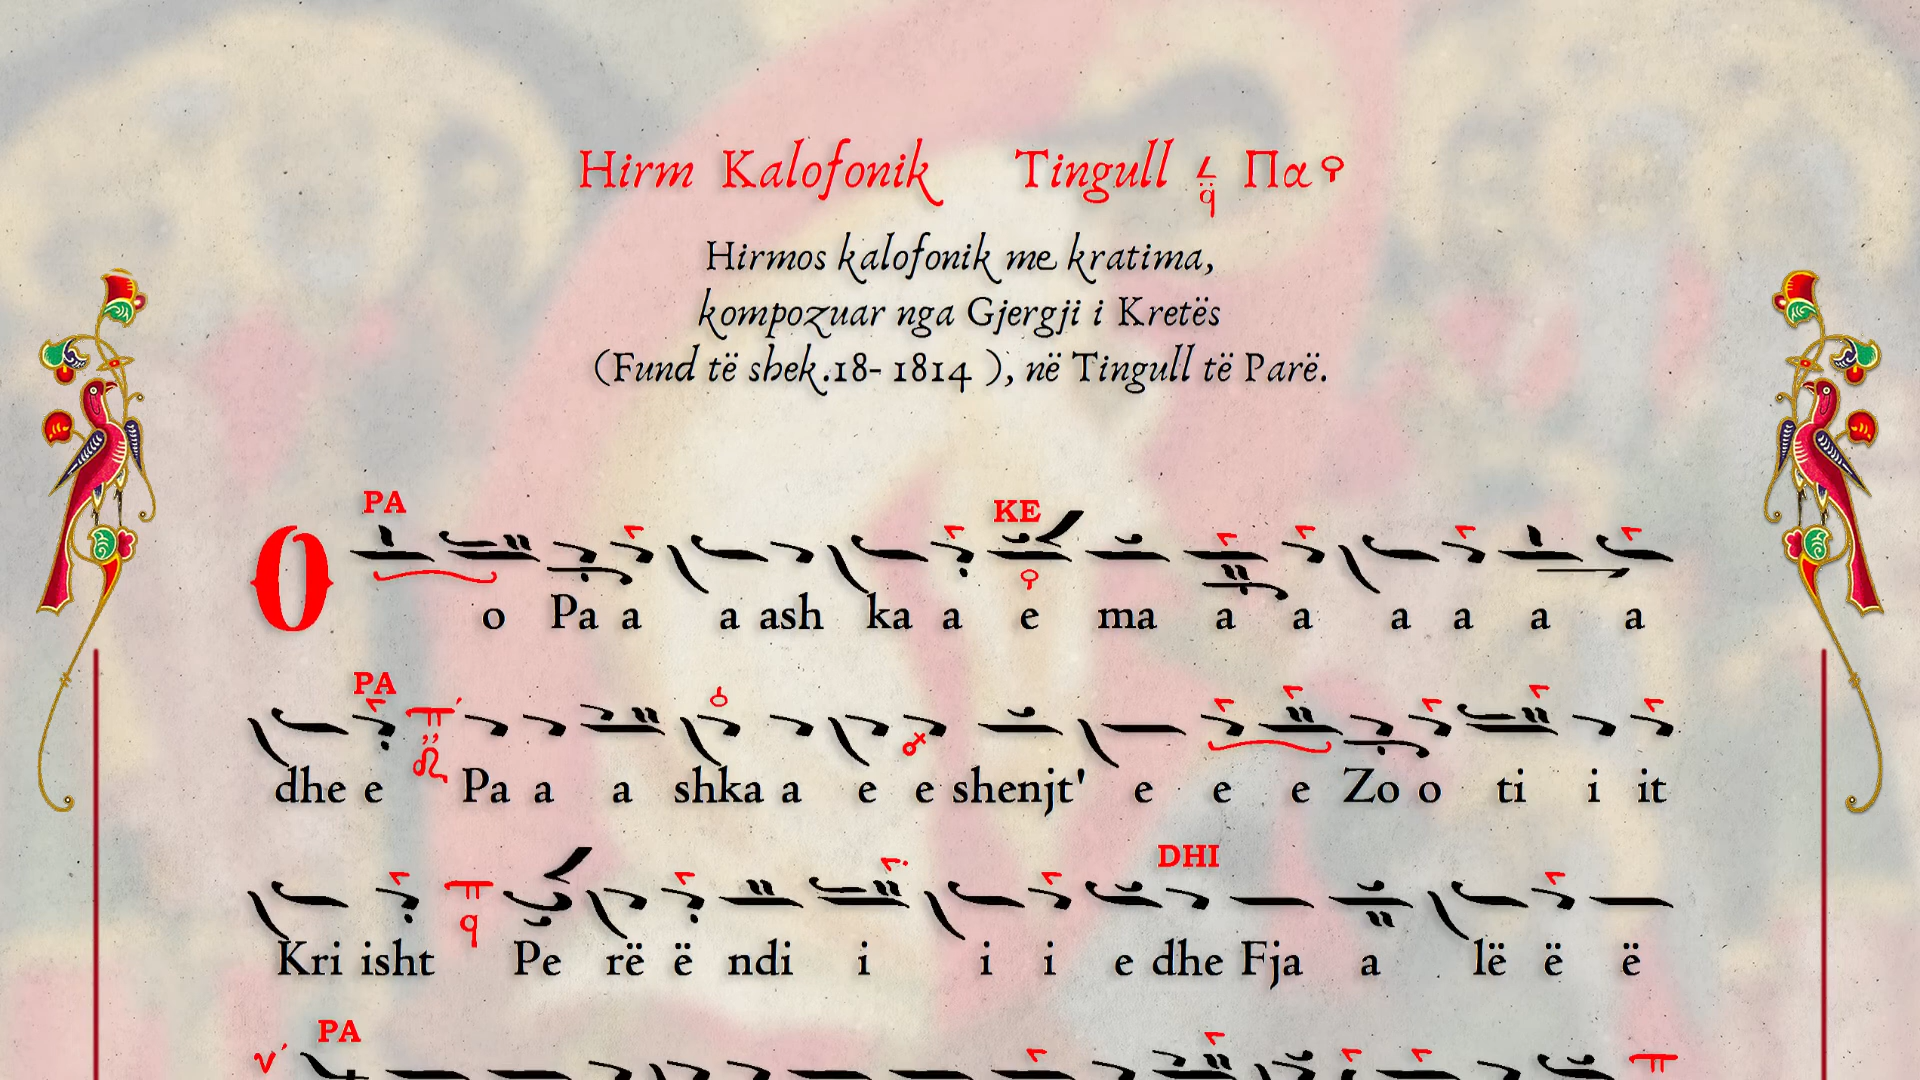 Hirm Kalofonik Tingull Πα
Hirmos kalofonik me kratima,
kompozuar nga Gjergji i Kretës
(Fund të shek.18- 1814 ), në Tingull të Parë.
PA KE
O o Pa a a ash ka a e ma a a a a a a
PA
dhe e Pa a a shka a e e shenjt' e e e Zo o ti i it
DHI
Kri isht Pe rë ë ndi i i i e dhe Fja a lë ë ë
PA